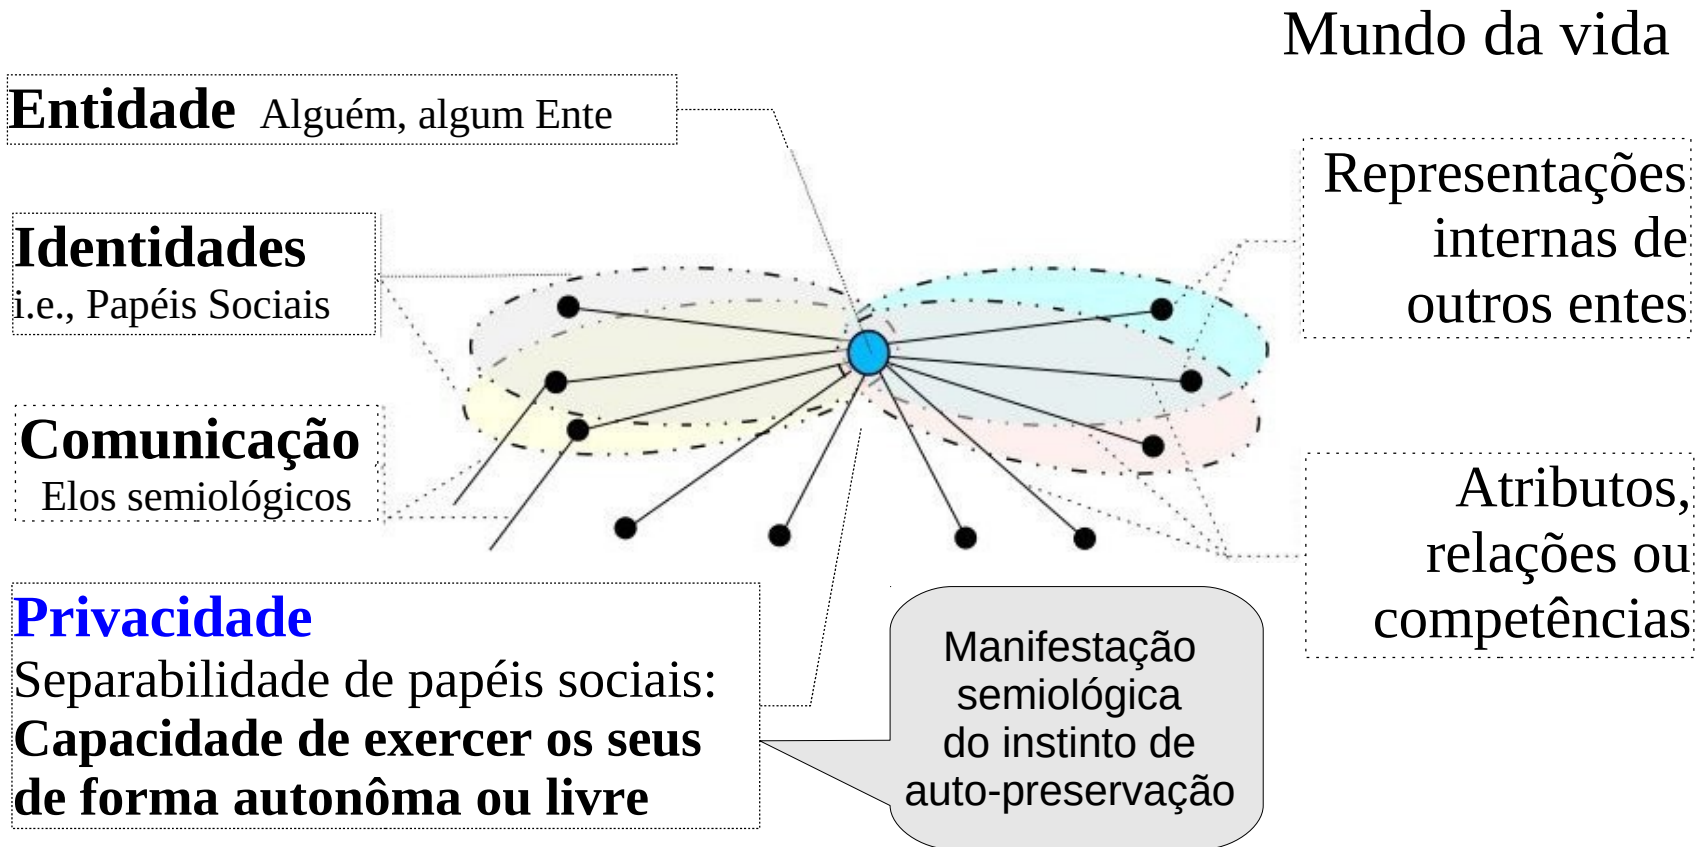 Mundo da vida
Entidade Alguém, algum Ente
Identidades
i.e., Papéis Sociais
Comunicação
Elos semiológicos
Privacidade
Separabilidade de papéis sociais:
Capacidade de exercer os seus
de forma autonôma ou livre
Manifestação
semiológica
do instinto de
auto-preservação
Representações
internas de
outros entes
Atributos,
relações ou
competências